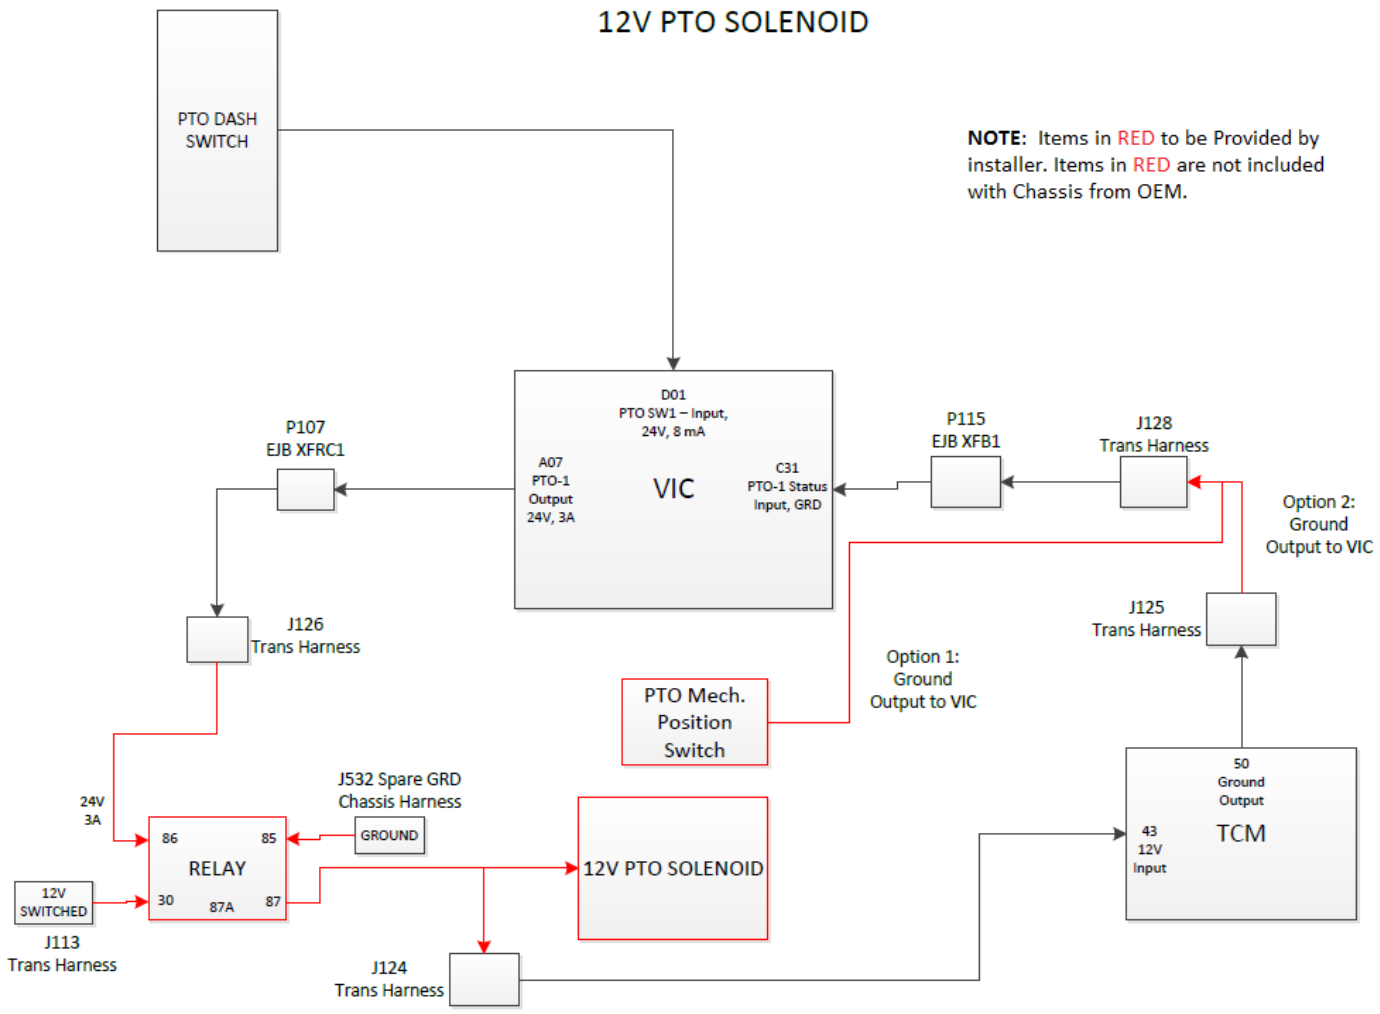 12V PTO SOLENOID
PTO DASH
SWITCH
NOTE: Items in RED to be Provided by
installer. Items in RED are not included
with Chassis from OEM.
D01
PTO SW1 – Input,
24V, 8 mA
VIC
A07
PTO-1
Output
24V, 3A
C31
PTO-1 Status
Input, GRD
P107
EJB XFRC1
P115
EJB XFB1
J128
Trans Harness
Option 2:
Ground
Output to VIC
J126
Trans Harness
J125
Trans Harness
Option 1:
Ground
Output to VIC
PTO Mech.
Position
Switch
24V
3A
J532 Spare GRD
Chassis Harness
GROUND
86
85
RELAY
30
87A
87
12V
SWITCHED
J113
Trans Harness
12V PTO SOLENOID
J124
Trans Harness
50
Ground
Output
TCM
43
12V
Input